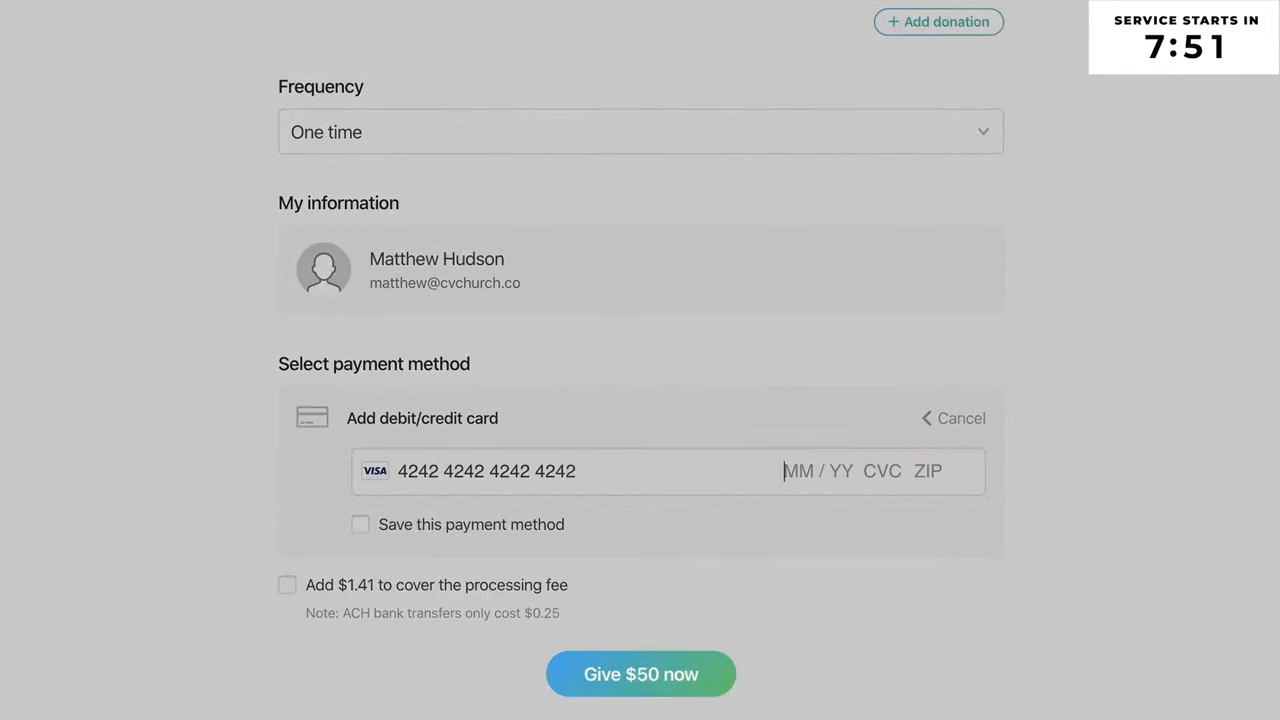 + Add donation
SERVICE STARTS IN
7:51
Frequency
One time
My information
Matthew Hudson
matthew@cvchurch.co
Select payment method
Add debit/credit card
Cancel
VISA 4242 4242 4242 4242 MM / YY CVC ZIP
Save this payment method
Add $1.41 to cover the processing fee
Note: ACH bank transfers only cost $0.25
Give $50 now